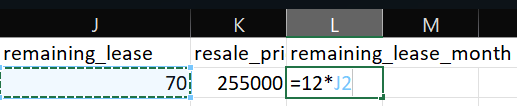 J K L M
remaining_lease resale_pri remaining_lease_month
70 255000 =12*J2